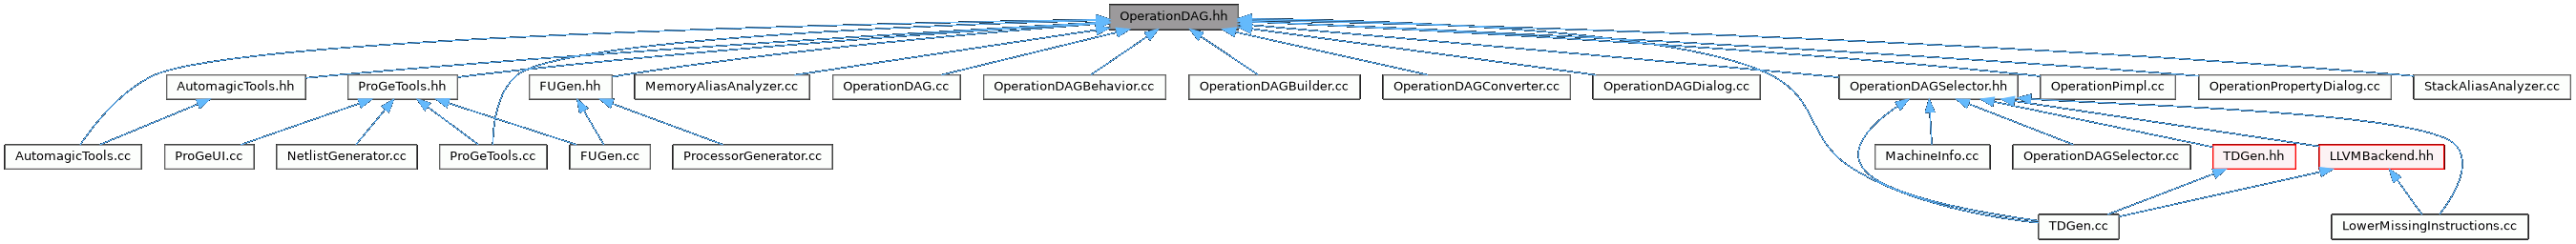 OperationDAG.hh
AutomagicTools.hh
ProGeTools.hh
FUGen.hh
MemoryAliasAnalyzer.cc
OperationDAG.cc
OperationDAGBehavior.cc
OperationDAGBuilder.cc
OperationDAGConverter.cc
OperationDAGDialog.cc
OperationDAGSelector.hh
OperationPimpl.cc
OperationPropertyDialog.cc
StackAliasAnalyzer.cc
AutomagicTools.cc
ProGeUI.cc
NetlistGenerator.cc
ProGeTools.cc
FUGen.cc
ProcessorGenerator.cc
MachineInfo.cc
OperationDAGSelector.cc
TDGen.hh
LLVMBackend.hh
TDGen.cc
LowerMissingInstructions.cc